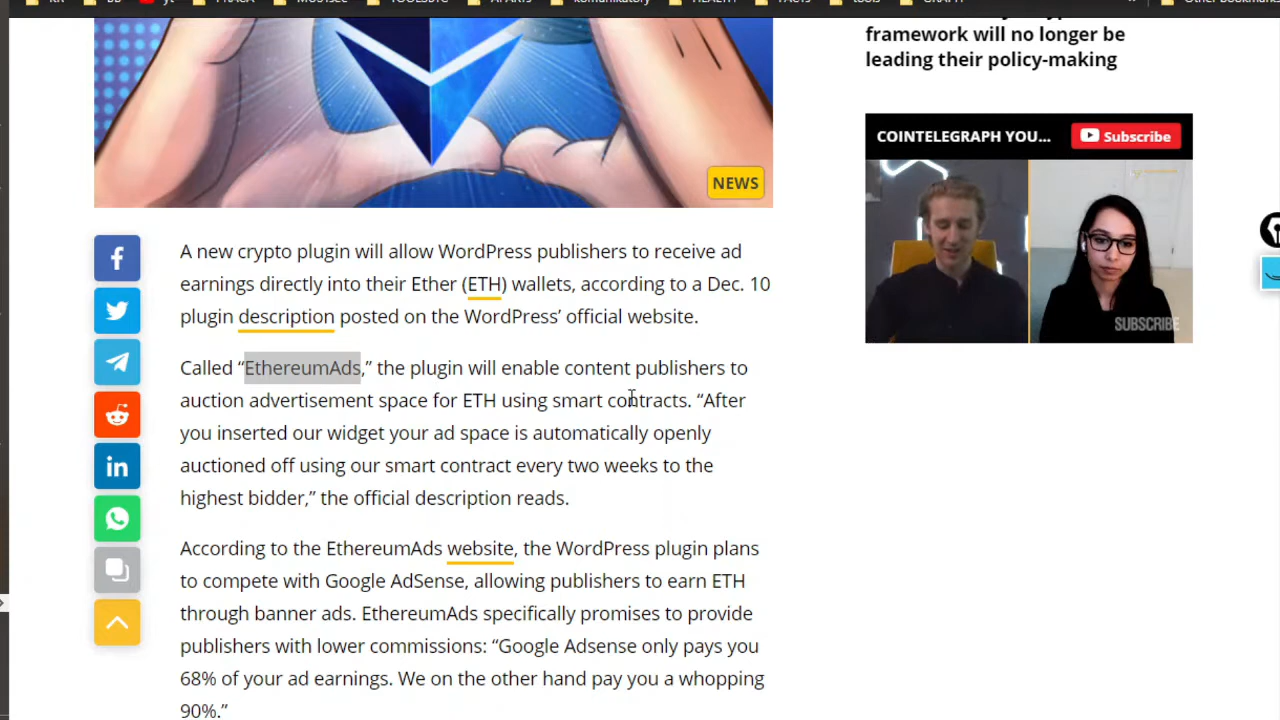 framework will no longer be
leading their policy-making
COINTELEGRAPH YOU...
Subscribe
SUBSCRIBE
NEWS
A new crypto plugin will allow WordPress publishers to receive ad
earnings directly into their Ether (ETH) wallets, according to a Dec. 10
plugin description posted on the WordPress’ official website.
Called “EthereumAds,” the plugin will enable content publishers to
auction advertisement space for ETH using smart contracts. “After
you inserted our widget your ad space is automatically openly
auctioned off using our smart contract every two weeks to the
highest bidder,” the official description reads.
According to the EthereumAds website, the WordPress plugin plans
to compete with Google AdSense, allowing publishers to earn ETH
through banner ads. EthereumAds specifically promises to provide
publishers with lower commissions: “Google Adsense only pays you
68% of your ad earnings. We on the other hand pay you a whopping
90%.”